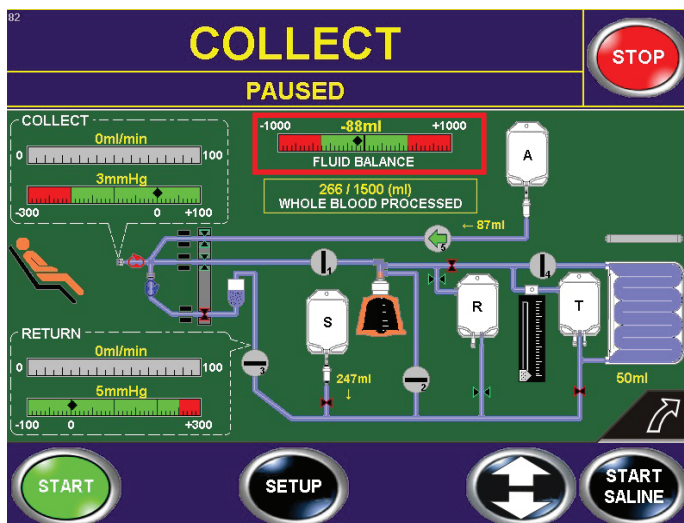 82
COLLECT
STOP
PAUSED
COLLECT
0ml/min
0 100
3mmHg
-300 0 +100
-1000 -88ml +1000
FLUID BALANCE
266 / 1500 (ml)
WHOLE BLOOD PROCESSED
A
← 87ml
5
1
4
S
R
T
3
2
247ml
↓
50ml
RETURN
0ml/min
0 100
5mmHg
-100 0 +300
START
SETUP
START
SALINE